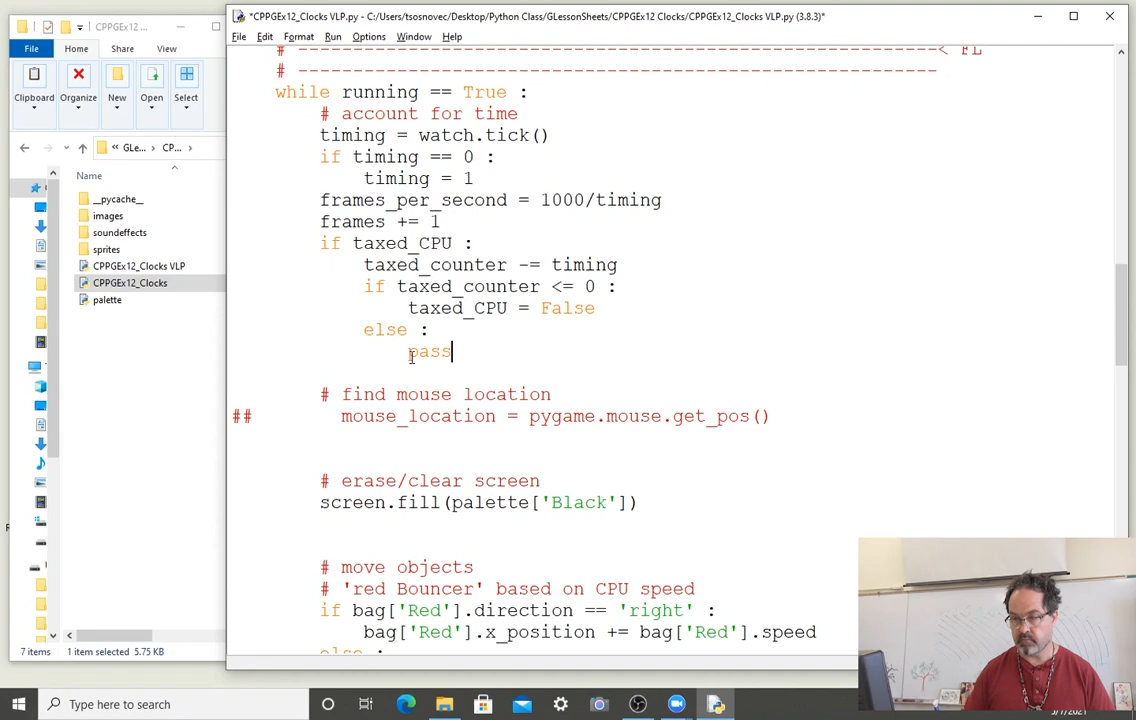 CPPGEx12 ...
*CPPGEx12_Clocks VLP.py - C:/Users/tsosnovec/Desktop/Python Class/GLessonSheets/CPPGEx12 Clocks/CPPGEx12_Clocks VLP.py (3.8.3)*
File Home Share View
File Edit Format Run Options Window Help
Clipboard Organize New Open Select
« GLe... › CP... ›
Name
__pycache__
images
soundeffects
sprites
CPPGEx12_Clocks VLP
CPPGEx12_Clocks
palette
7 items 1 item selected 5.75 KB
# ----------------------------------------------------------< FL
# ----------------------------------------------------------
while running == True :
# account for time
timing = watch.tick()
if timing == 0 :
timing = 1
frames_per_second = 1000/timing
frames += 1
if taxed_CPU :
taxed_counter -= timing
if taxed_counter <= 0 :
taxed_CPU = False
else :
pass
# find mouse location
## mouse_location = pygame.mouse.get_pos()
# erase/clear screen
screen.fill(palette['Black'])
# move objects
# 'red Bouncer' based on CPU speed
if bag['Red'].direction == 'right' :
bag['Red'].x_position += bag['Red'].speed
else :
Type here to search